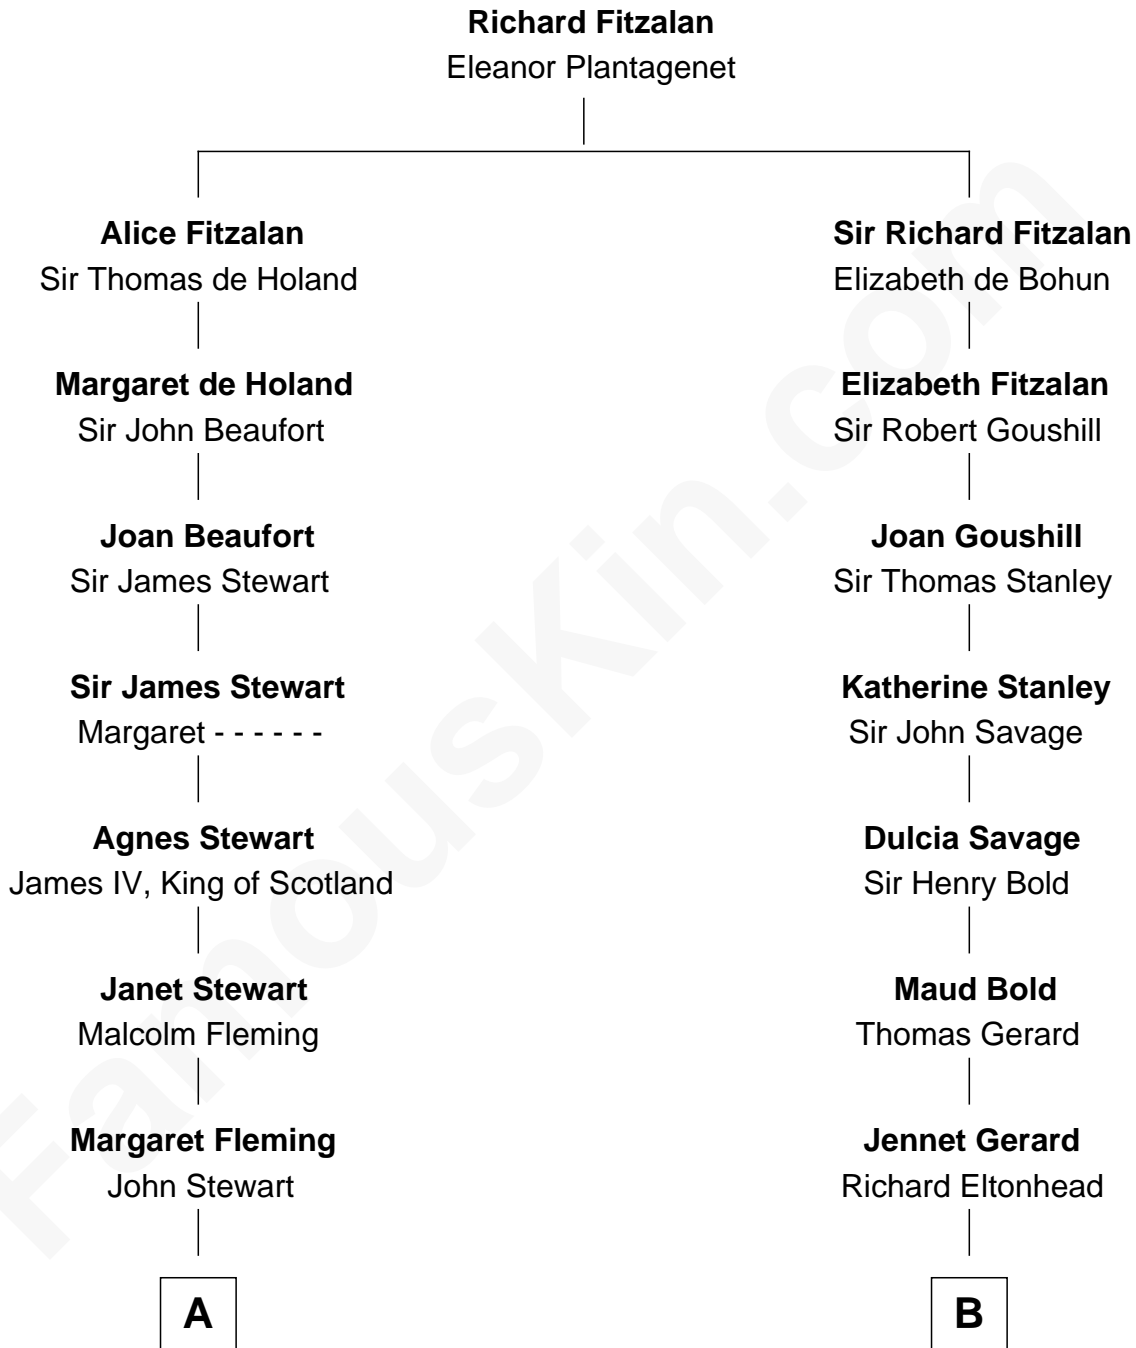 Richard Fitzalan
Eleanor Plantagenet
Alice Fitzalan
Sir Thomas de Holand
Sir Richard Fitzalan
Elizabeth de Bohun
Margaret de Holand
Sir John Beaufort
Elizabeth Fitzalan
Sir Robert Goushill
Joan Beaufort
Sir James Stewart
Joan Goushill
Sir Thomas Stanley
Sir James Stewart
Margaret - - - - - -
Katherine Stanley
Sir John Savage
Agnes Stewart
James IV, King of Scotland
Dulcia Savage
Sir Henry Bold
Janet Stewart
Malcolm Fleming
Maud Bold
Thomas Gerard
Margaret Fleming
John Stewart
Jennet Gerard
Richard Eltonhead
A
B
FamousKin.com